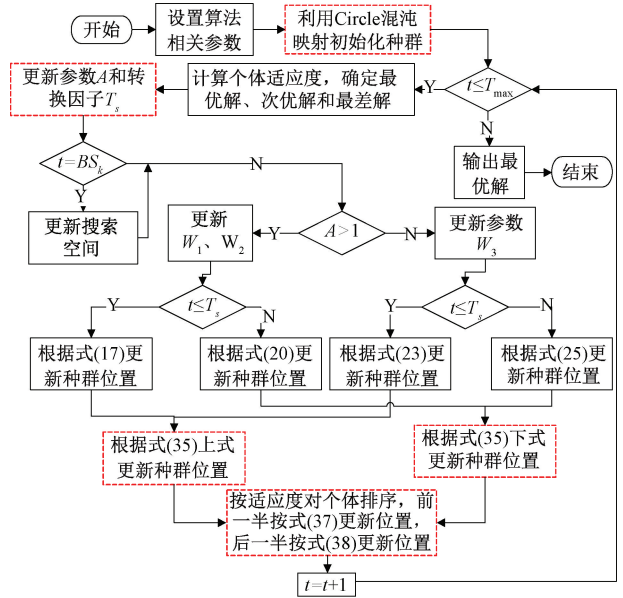 开始
设置算法
相关参数
利用Circle混沌
映射初始化种群
t≤Tmax
Y
N
计算个体适应度，确定最
优解、次优解和最差解
更新参数A和转
换因子Ts
输出最
优解
结束
t=BSk
N
Y
更新搜索
空间
更新
W1、W2
Y
A>1
N
更新参数
W3
t≤Ts
Y
N
t≤Ts
Y
N
根据式(17)更
新种群位置
根据式(20)更
新种群位置
根据式(23)更
新种群位置
根据式(25)更
新种群位置
根据式(35)上式
更新种群位置
根据式(35)下式
更新种群位置
按适应度对个体排序，前
一半按式(37)更新位置，
后一半按式(38)更新位置
t=t+1